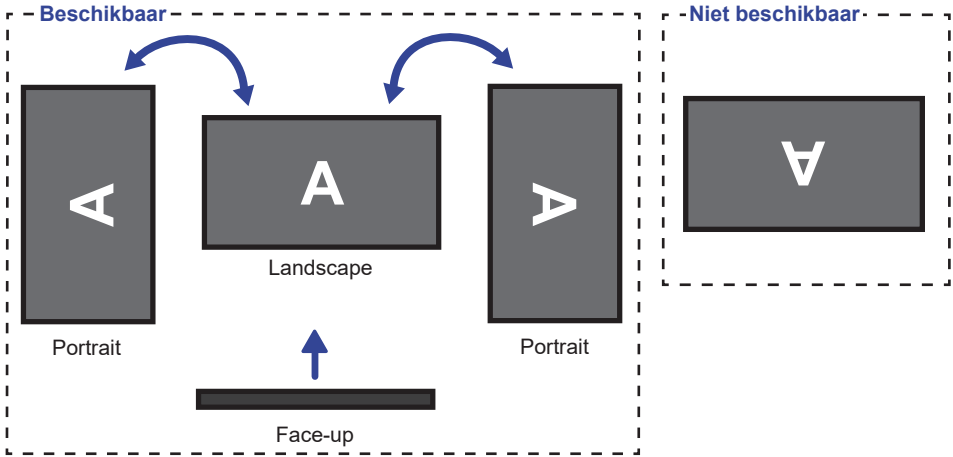 Beschikbaar
Niet beschikbaar
A
A
A
A
Landscape
Portrait
Portrait
Face-up